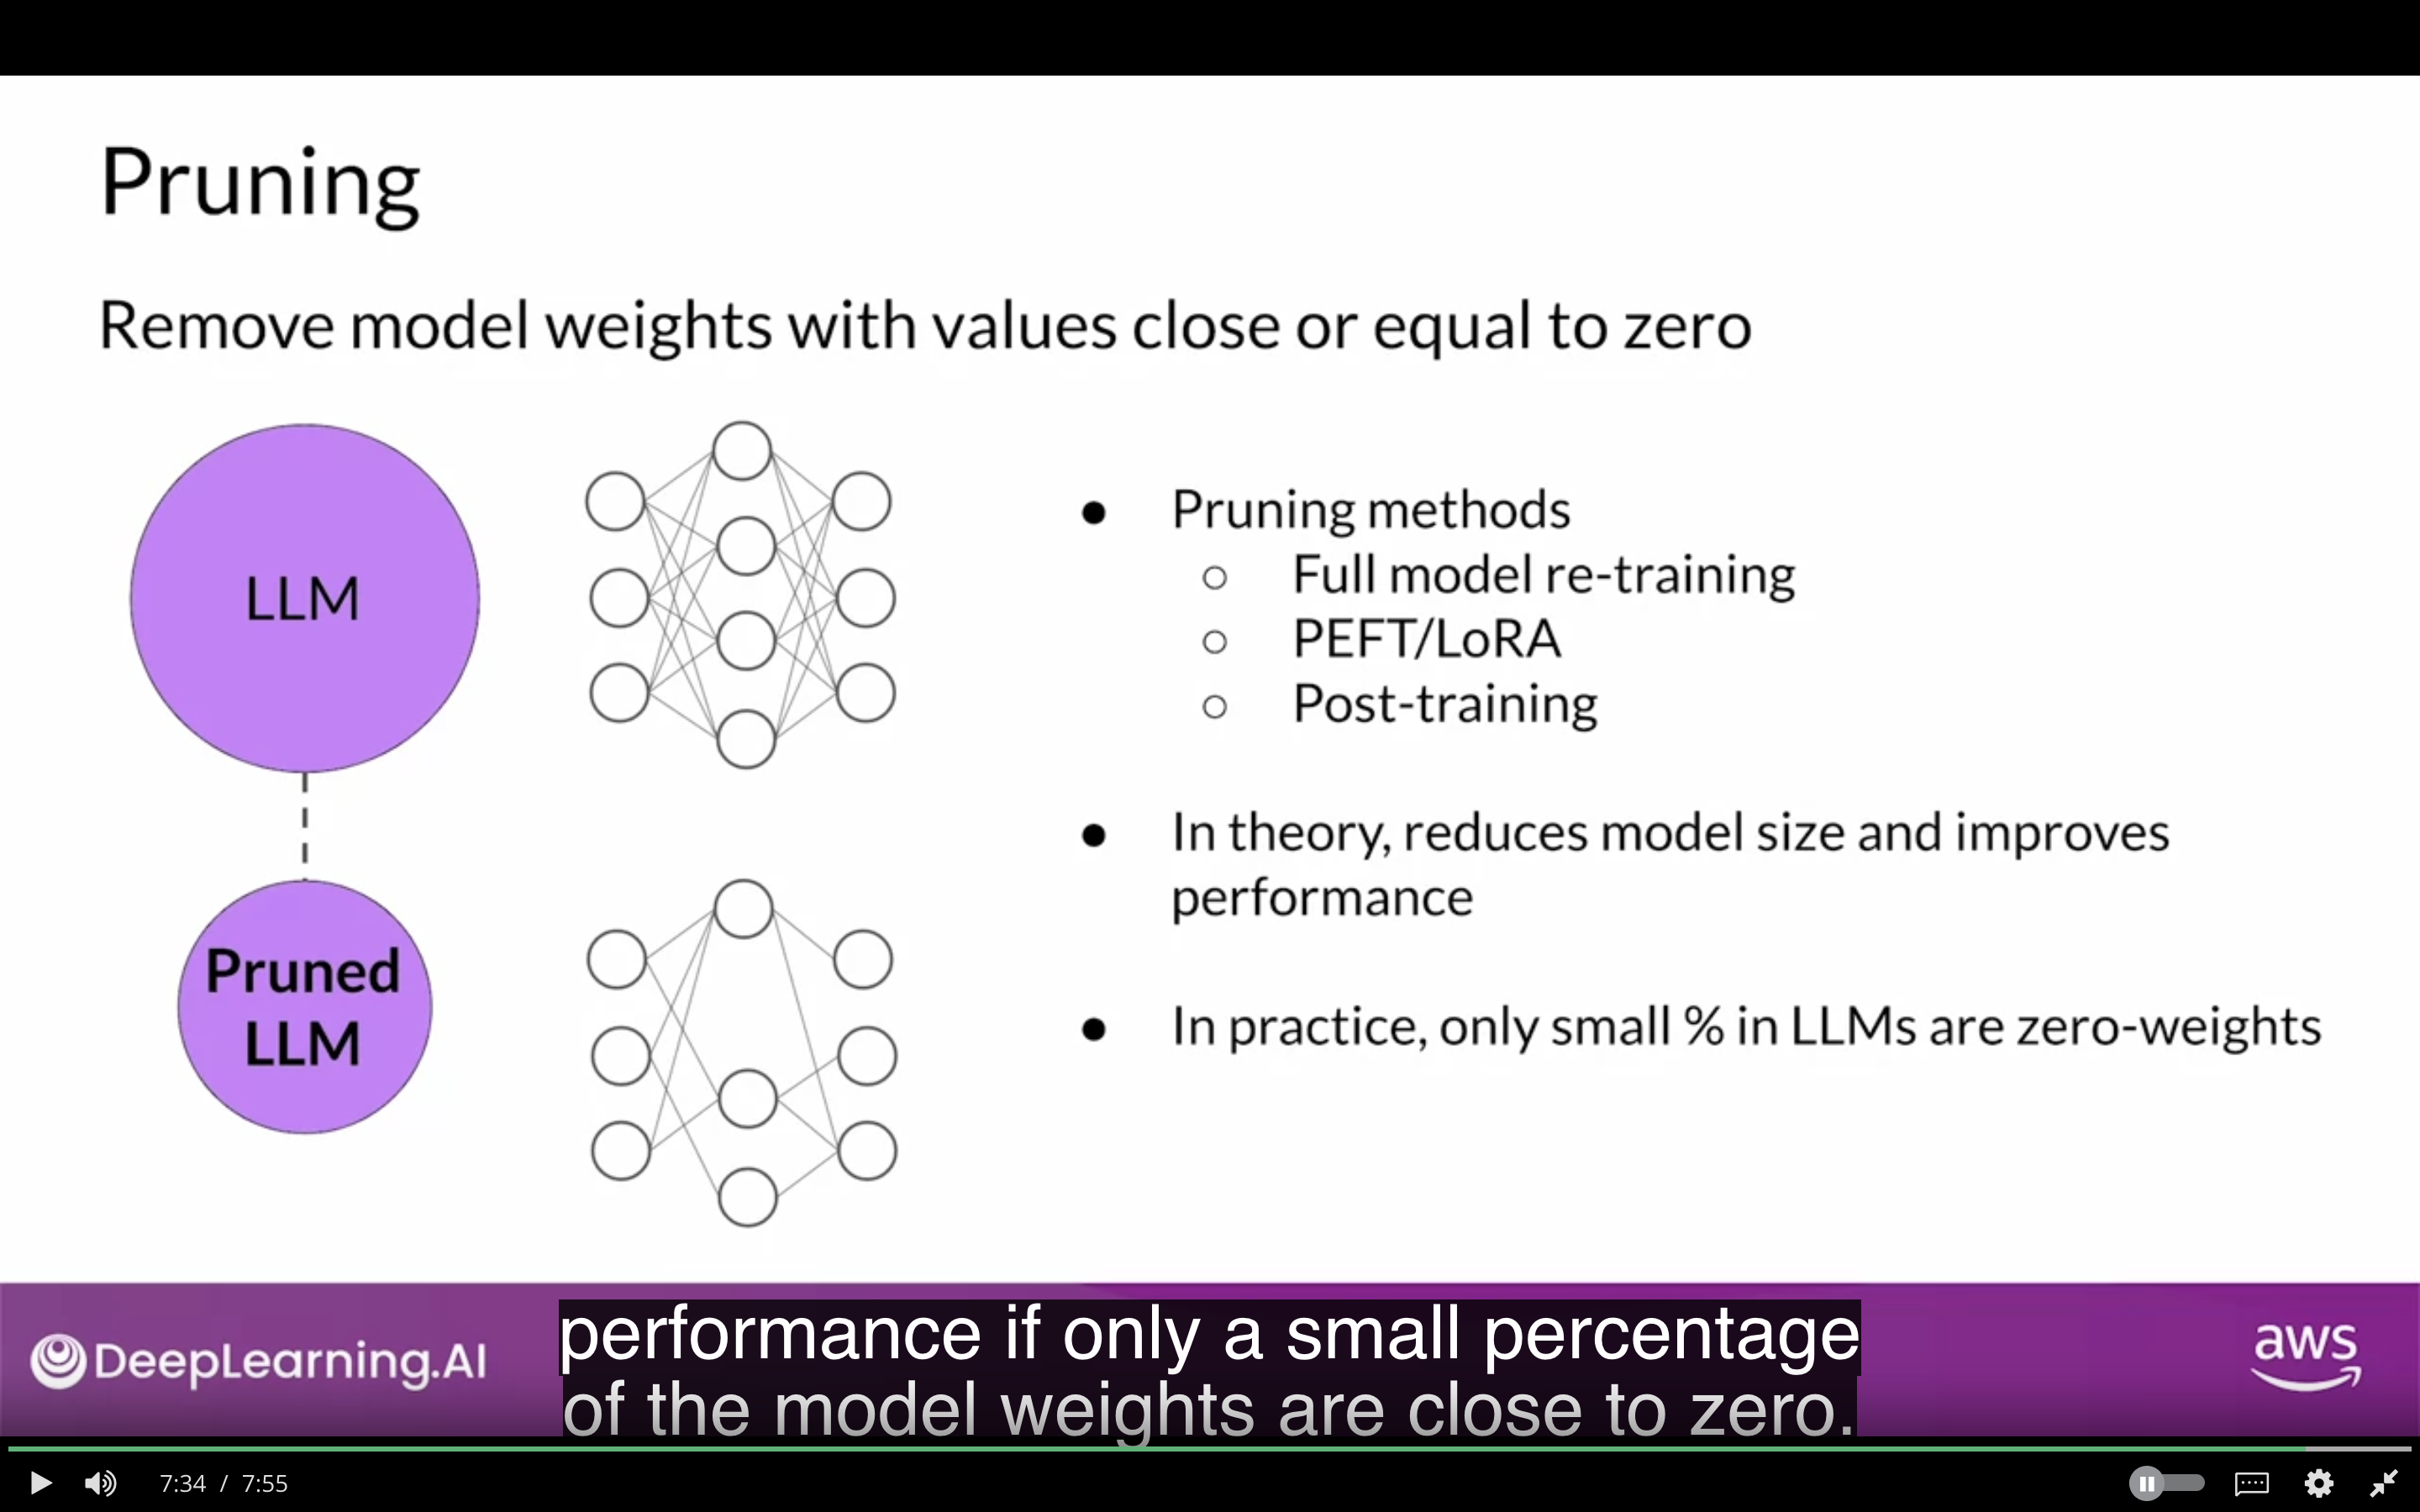 Pruning
Remove model weights with values close or equal to zero
LLM
Pruned
LLM
● Pruning methods
○ Full model re-training
○ PEFT/LoRA
○ Post-training
● In theory, reduces model size and improves
performance
● In practice, only small % in LLMs are zero-weights
DeepLearning.AI
performance if only a small percentage
of the model weights are close to zero.
aws
7:34 / 7:55